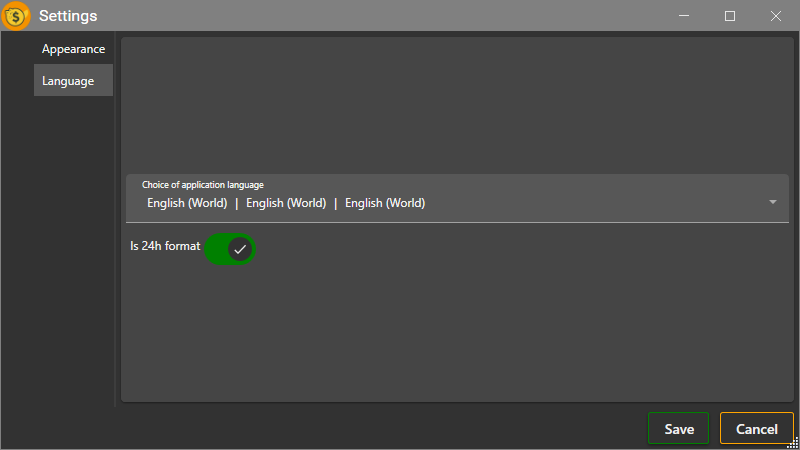 Settings
Appearance
Language
Choice of application language
English (World) | English (World) | English (World)
Is 24h format
Save
Cancel